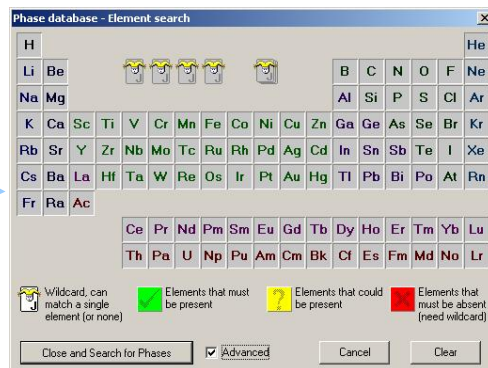 Phase database - Element search
H He
Li Be B C N O F Ne
Na Mg Al Si P S Cl Ar
K Ca Sc Ti V Cr Mn Fe Co Ni Cu Zn Ga Ge As Se Br Kr
Rb Sr Y Zr Nb Mo Tc Ru Rh Pd Ag Cd In Sn Sb Te I Xe
Cs Ba La Hf Ta W Re Os Ir Pt Au Hg Tl Pb Bi Po At Rn
Fr Ra Ac
Ce Pr Nd Pm Sm Eu Gd Tb Dy Ho Er Tm Yb Lu
Th Pa U Np Pu Am Cm Bk Cf Es Fm Md No Lr
Wildcard, can
match a single
element (or none)
Elements that must
be present
Elements that could
be present
Elements that
must be absent
(need wildcard)
Close and Search for Phases Advanced Cancel Clear